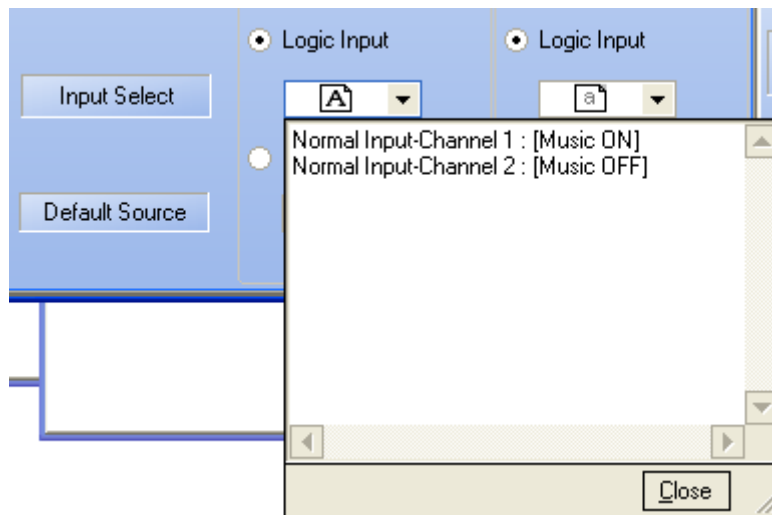 Logic Input
Logic Input
Input Select
A
a
Normal Input-Channel 1 : [Music ON]
Normal Input-Channel 2 : [Music OFF]
Default Source
Close